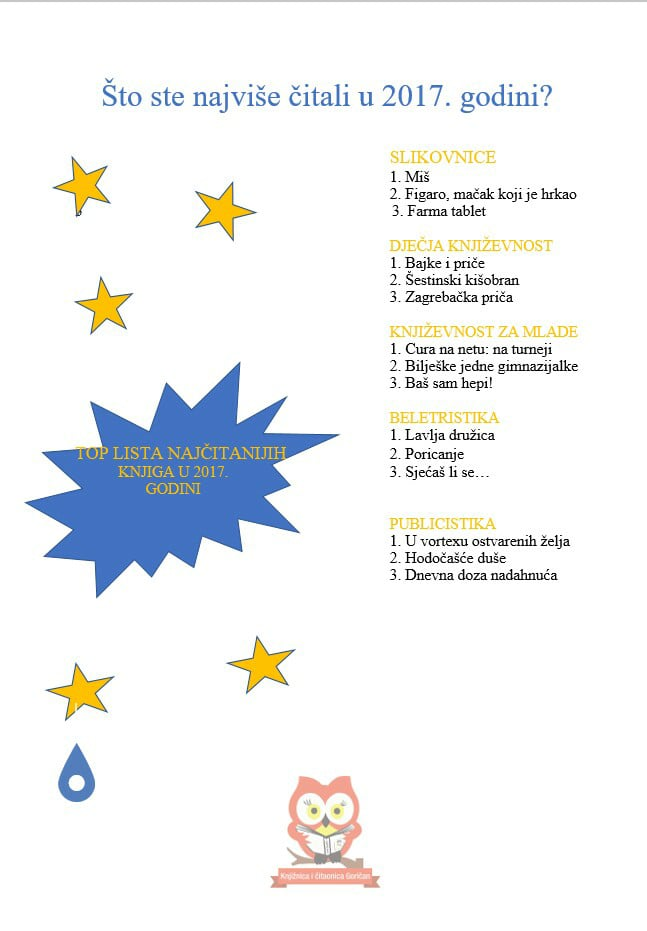 Što ste najviše čitali u 2017. godini?
SLIKOVNICE
1. Miš
2. Figaro, mačak koji je hrkao
3. Farma tablet
DJEČJA KNJIŽEVNOST
1. Bajke i priče
2. Šestinski kišobran
3. Zagrebačka priča
KNJIŽEVNOST ZA MLADE
1. Cura na netu: na turneji
2. Bilješke jedne gimnazijalke
3. Baš sam hepi!
BELETRISTIKA
1. Lavlja družica
2. Poricanje
3. Sjećaš li se…
PUBLICISTIKA
1. U vortexu ostvarenih želja
2. Hodočašće duše
3. Dnevna doza nadahnuća
TOP LISTA NAJČITANIJIH
KNJIGA U 2017.
GODINI
Knjižnica i čitaonica Goričan